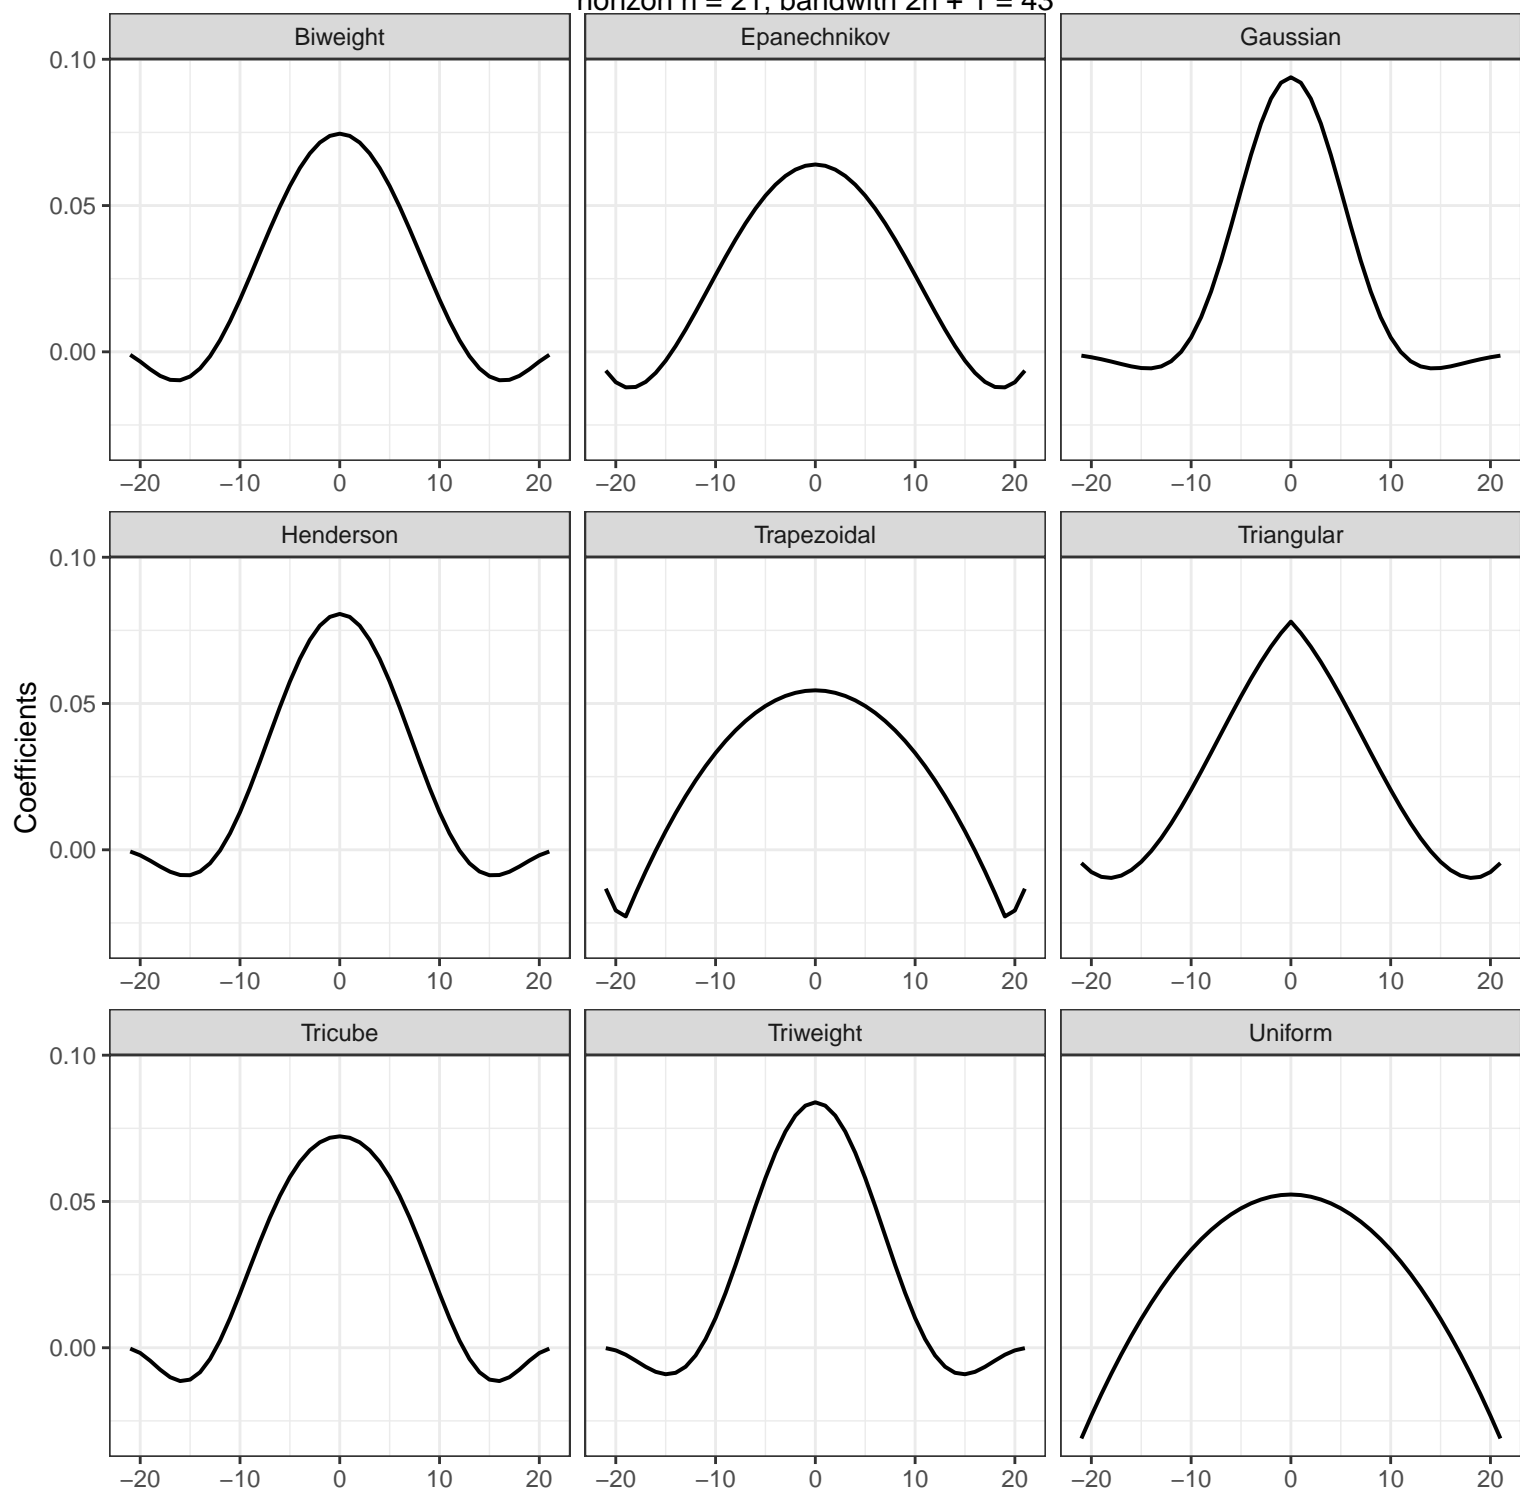 horizon h = 21, bandwith 2h + 1 = 43
Biweight Epanechnikov Gaussian
0.10
0.05
0.00
−20 −10 0 10 20 −20 −10 0 10 20 −20 −10 0 10 20
Henderson Trapezoidal Triangular
0.10
0.05
0.00
Coefficients
−20 −10 0 10 20 −20 −10 0 10 20 −20 −10 0 10 20
Tricube Triweight Uniform
0.10
0.05
0.00
−20 −10 0 10 20 −20 −10 0 10 20 −20 −10 0 10 20